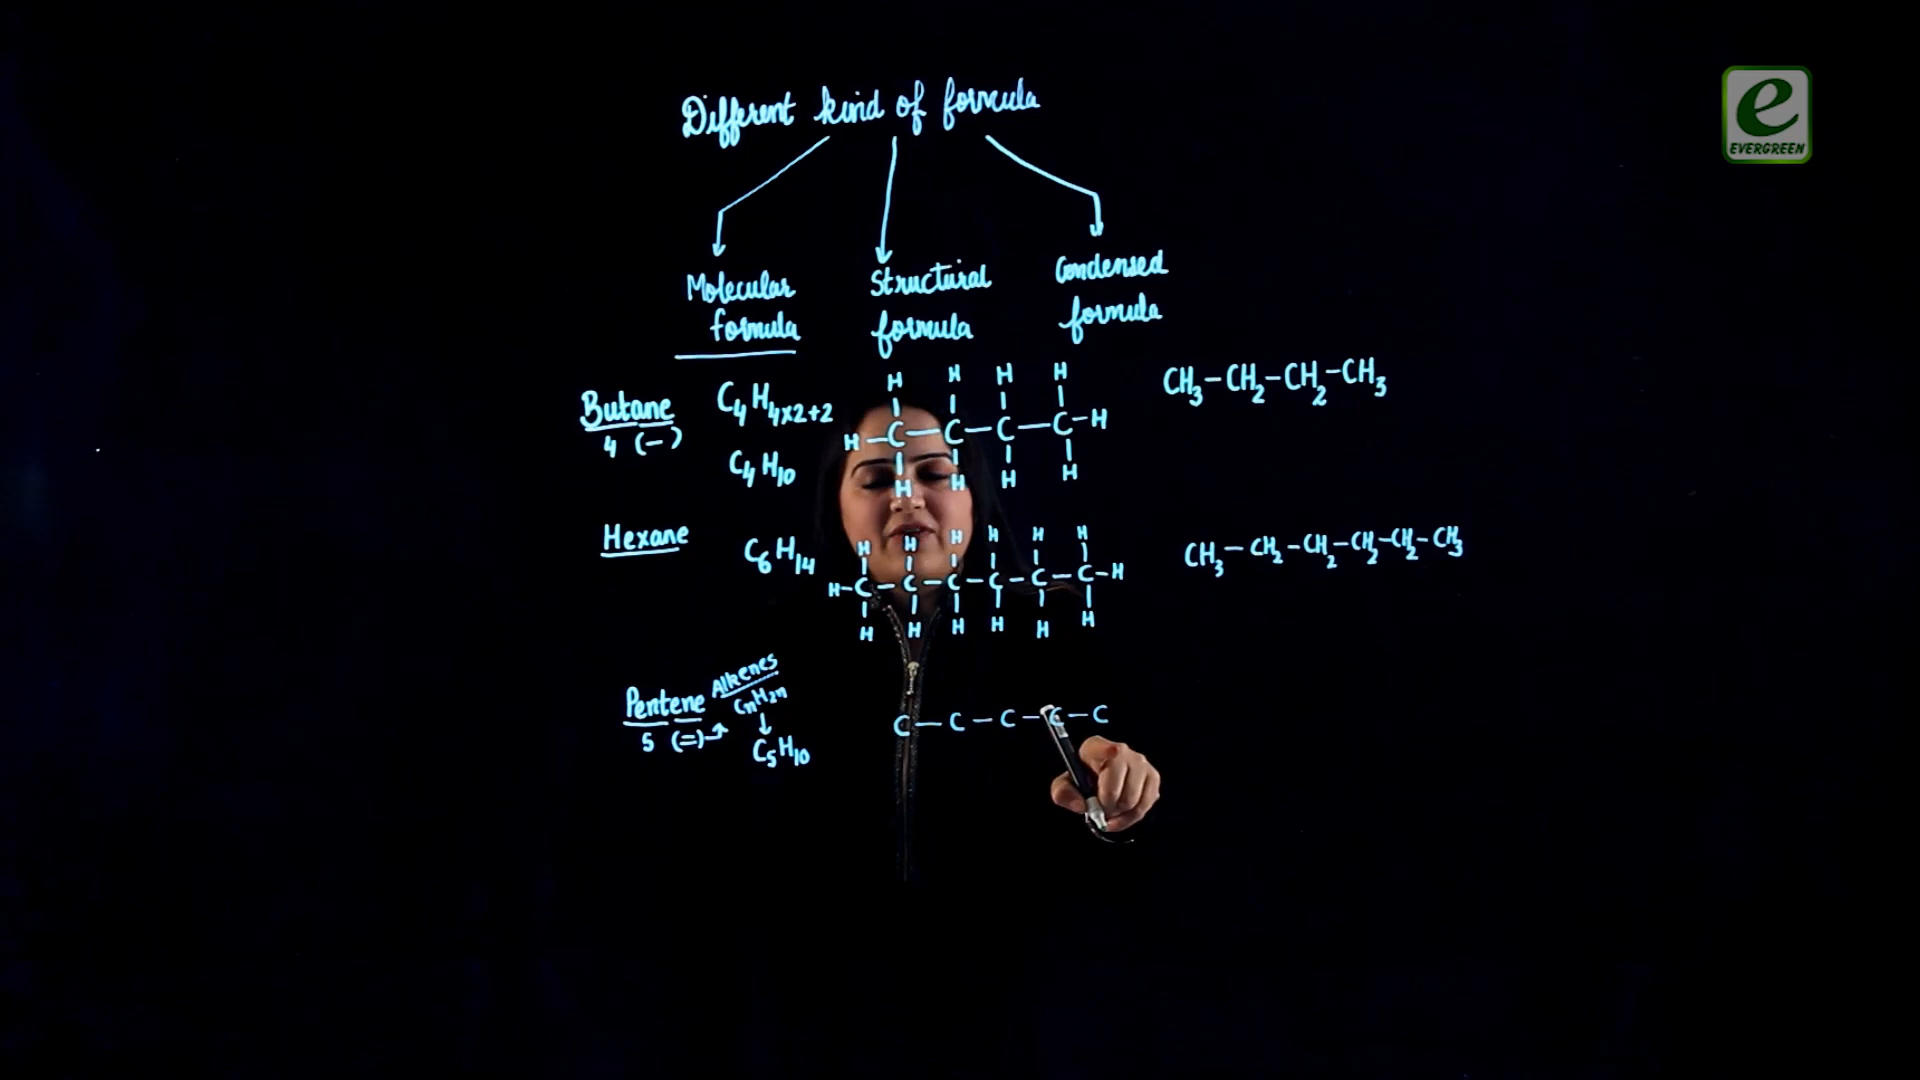 Different kind of formula
Molecular formula
Structural formula
Condensed formula
Butane
4 (−)
C₄H₄ₓ₂₊₂
C₄H₁₀
H H H H
H−C−C−C−C−H
H H H H
CH₃−CH₂−CH₂−CH₃
Hexane
C₆H₁₄
H H H H H H
H−C−C−C−C−C−C−H
H H H H H H
CH₃−CH₂−CH₂−CH₂−CH₂−CH₃
Pentene
5 (=)
Alkenes
CₙH₂ₙ
C₅H₁₀
C−C−C−C−C
e
EVERGREEN